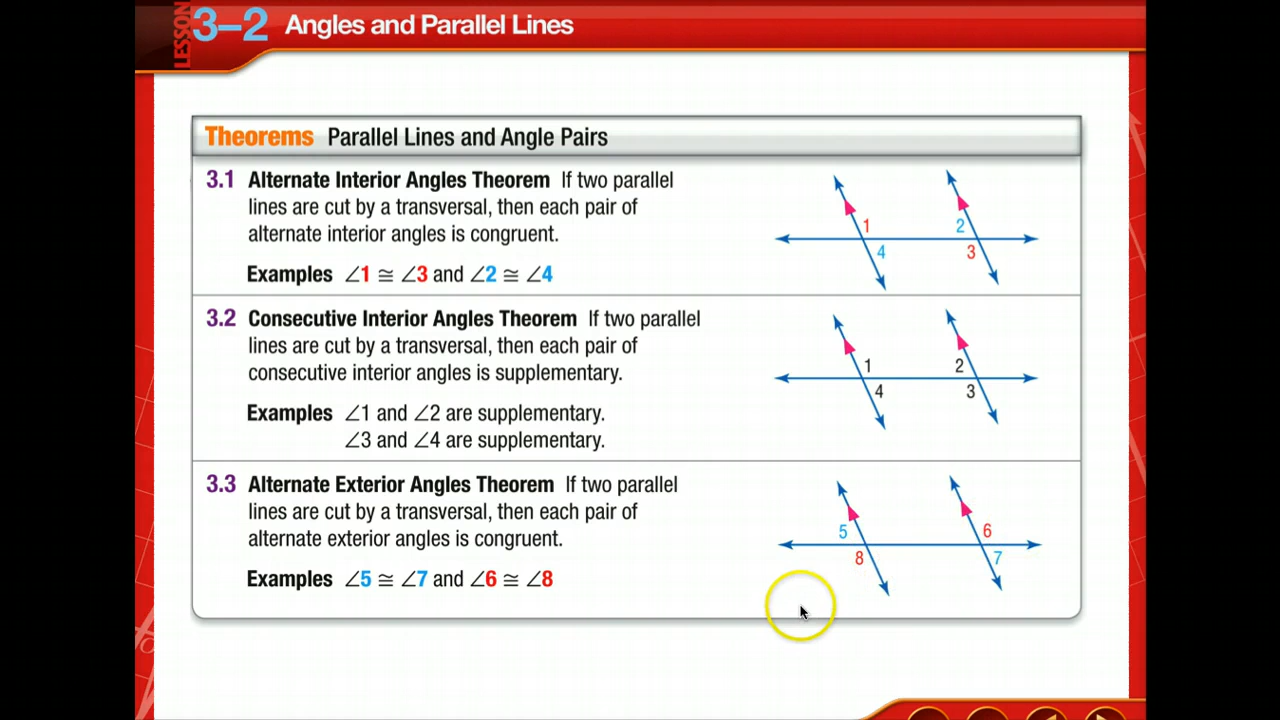 LESSON 3–2 Angles and Parallel Lines
Theorems Parallel Lines and Angle Pairs
3.1 Alternate Interior Angles Theorem If two parallel
lines are cut by a transversal, then each pair of
alternate interior angles is congruent.
Examples ∠1 ≅ ∠3 and ∠2 ≅ ∠4
1 2
4 3
3.2 Consecutive Interior Angles Theorem If two parallel
lines are cut by a transversal, then each pair of
consecutive interior angles is supplementary.
Examples ∠1 and ∠2 are supplementary.
∠3 and ∠4 are supplementary.
1 2
4 3
3.3 Alternate Exterior Angles Theorem If two parallel
lines are cut by a transversal, then each pair of
alternate exterior angles is congruent.
Examples ∠5 ≅ ∠7 and ∠6 ≅ ∠8
5 6
8 7